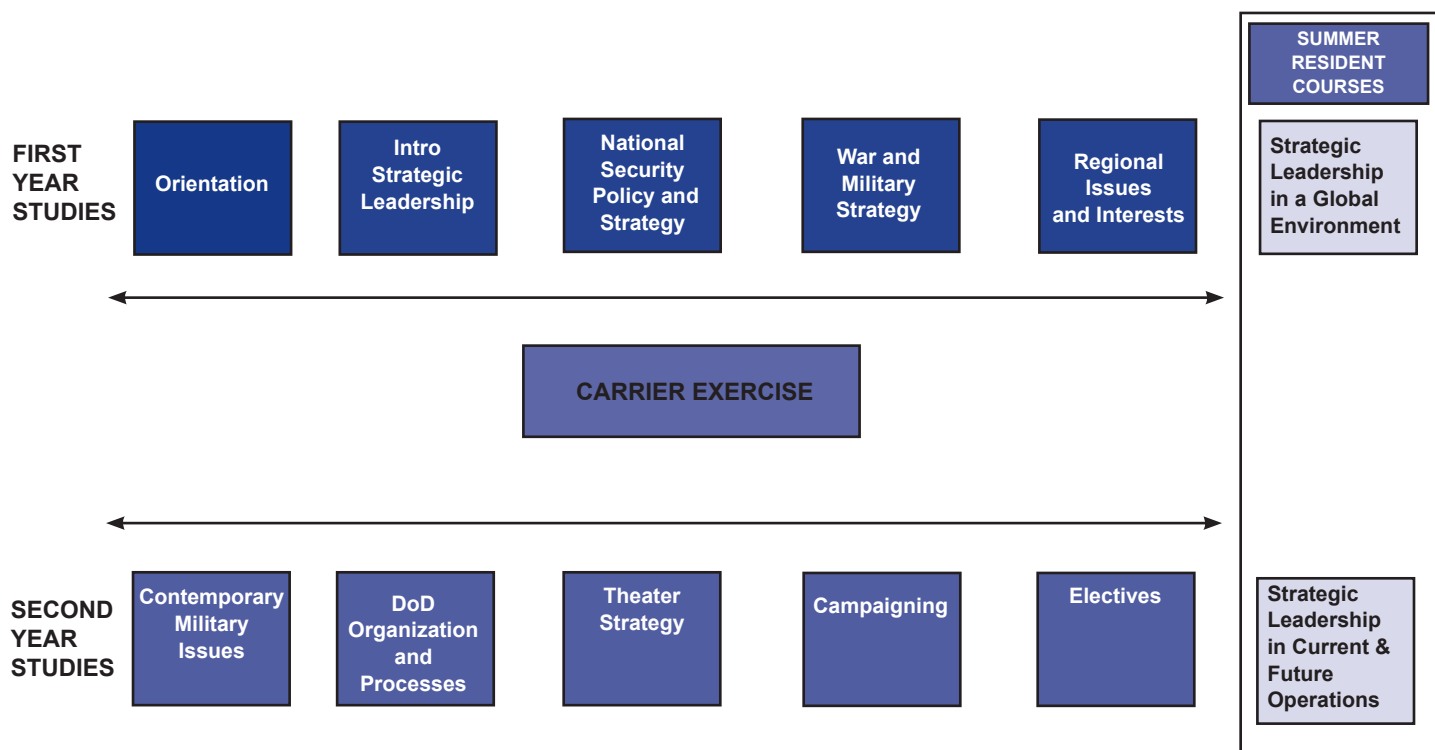 SUMMER
RESIDENT
COURSES
FIRST
YEAR
STUDIES
Orientation
Intro
Strategic
Leadership
National
Security
Policy and
Strategy
War and
Military
Strategy
Regional
Issues
and Interests
Strategic
Leadership
in a Global
Environment
CARRIER EXERCISE
SECOND
YEAR
STUDIES
Contemporary
Military
Issues
DoD
Organization
and
Processes
Theater
Strategy
Campaigning
Electives
Strategic
Leadership
in Current &
Future
Operations